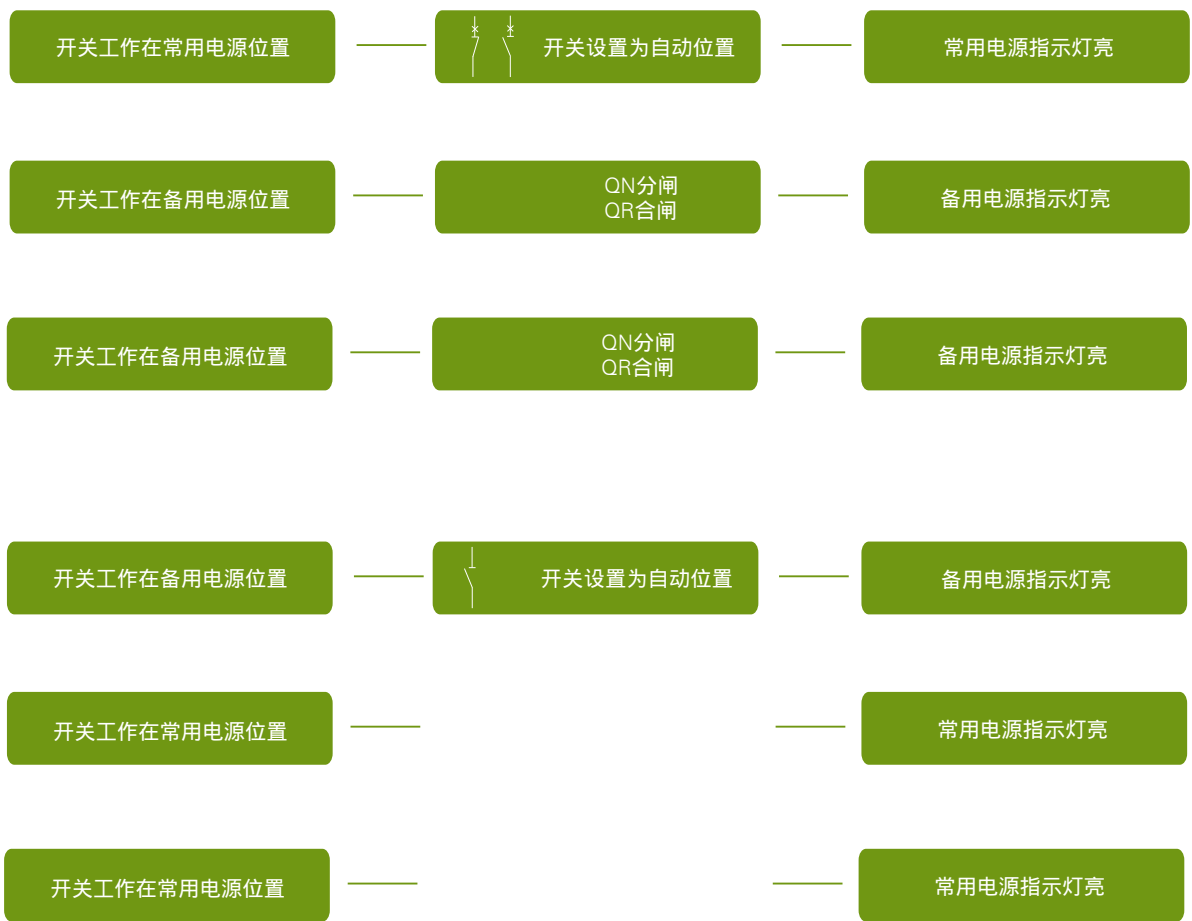 开关工作在常用电源位置
开关设置为自动位置
常用电源指示灯亮
开关工作在备用电源位置
QN分闸
QR合闸
备用电源指示灯亮
开关工作在备用电源位置
QN分闸
QR合闸
备用电源指示灯亮
开关工作在备用电源位置
开关设置为自动位置
备用电源指示灯亮
开关工作在常用电源位置
常用电源指示灯亮
开关工作在常用电源位置
常用电源指示灯亮